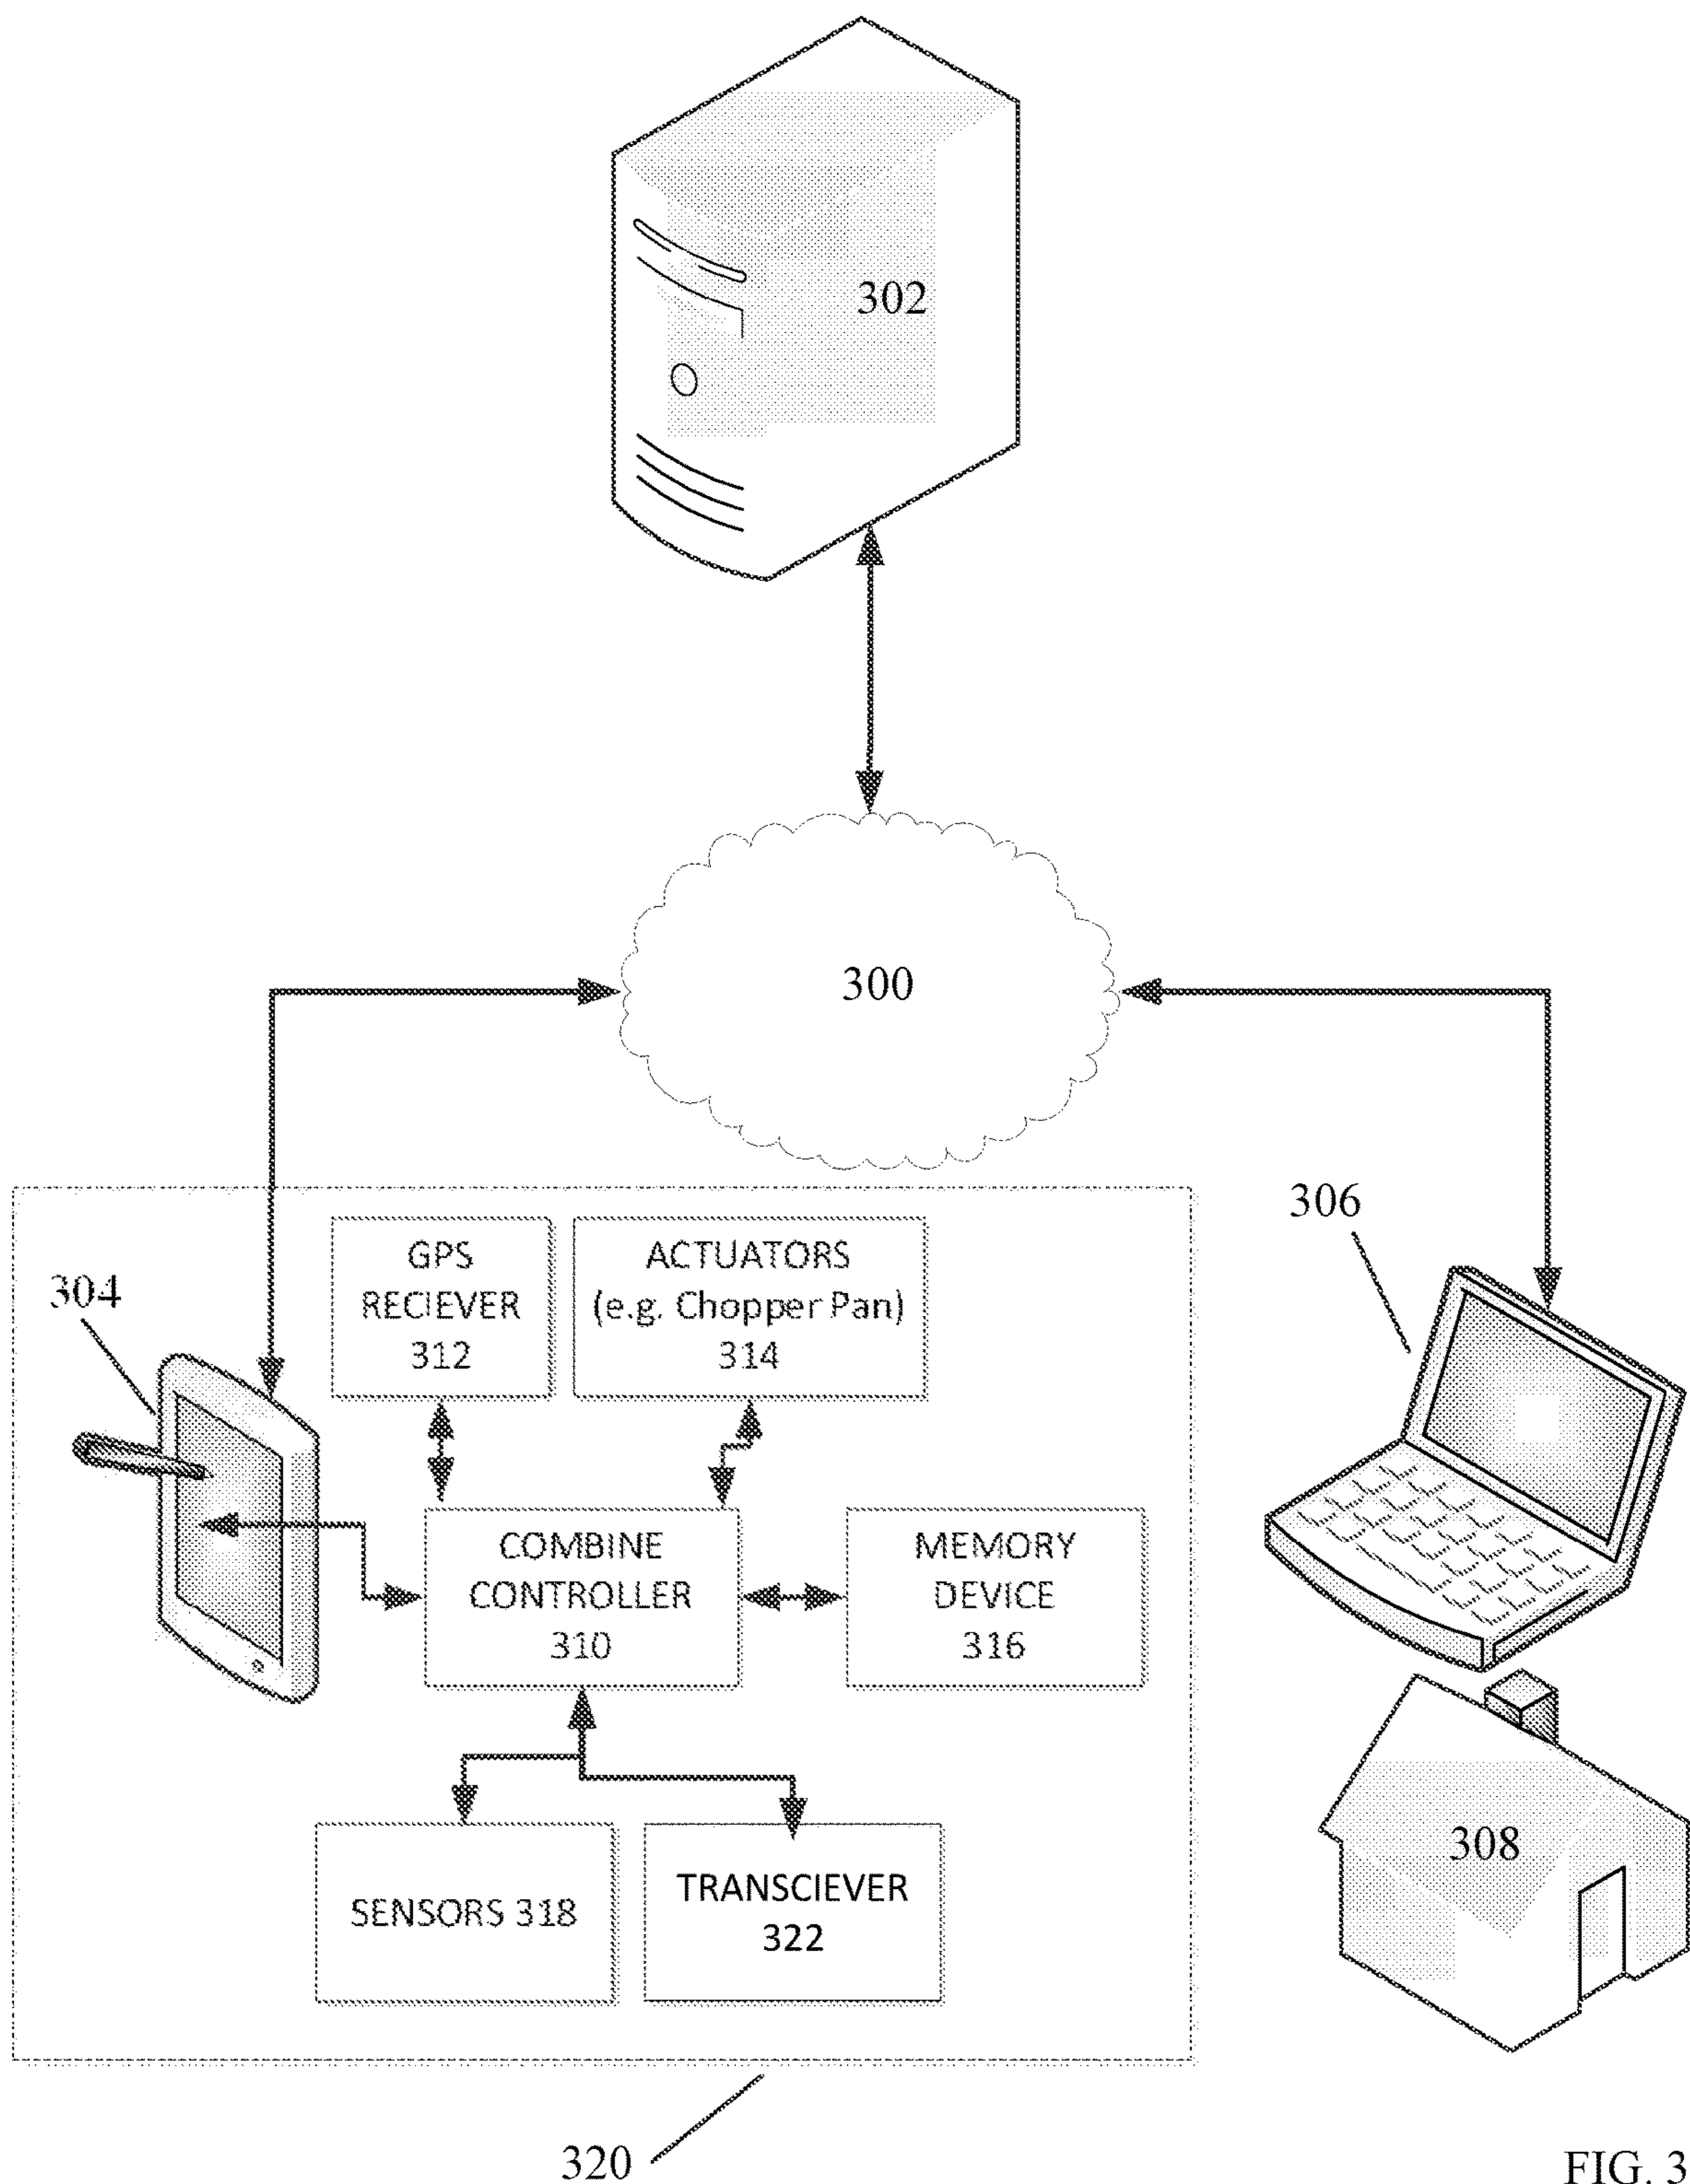 302
300
306
304
GPS
RECIEVER
312
ACTUATORS
(e.g. Chopper Pan)
314
COMBINE
CONTROLLER
310
MEMORY
DEVICE
316
308
SENSORS 318
TRANSCIEVER
322
320
FIG. 3